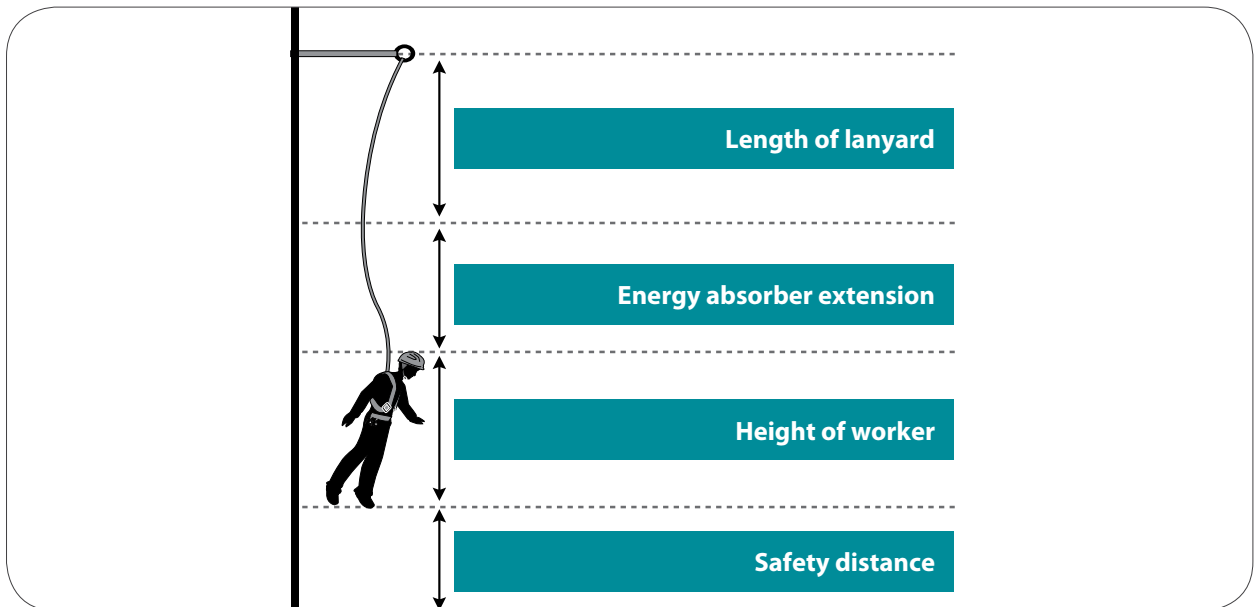 Length of lanyard
Energy absorber extension
Height of worker
Safety distance